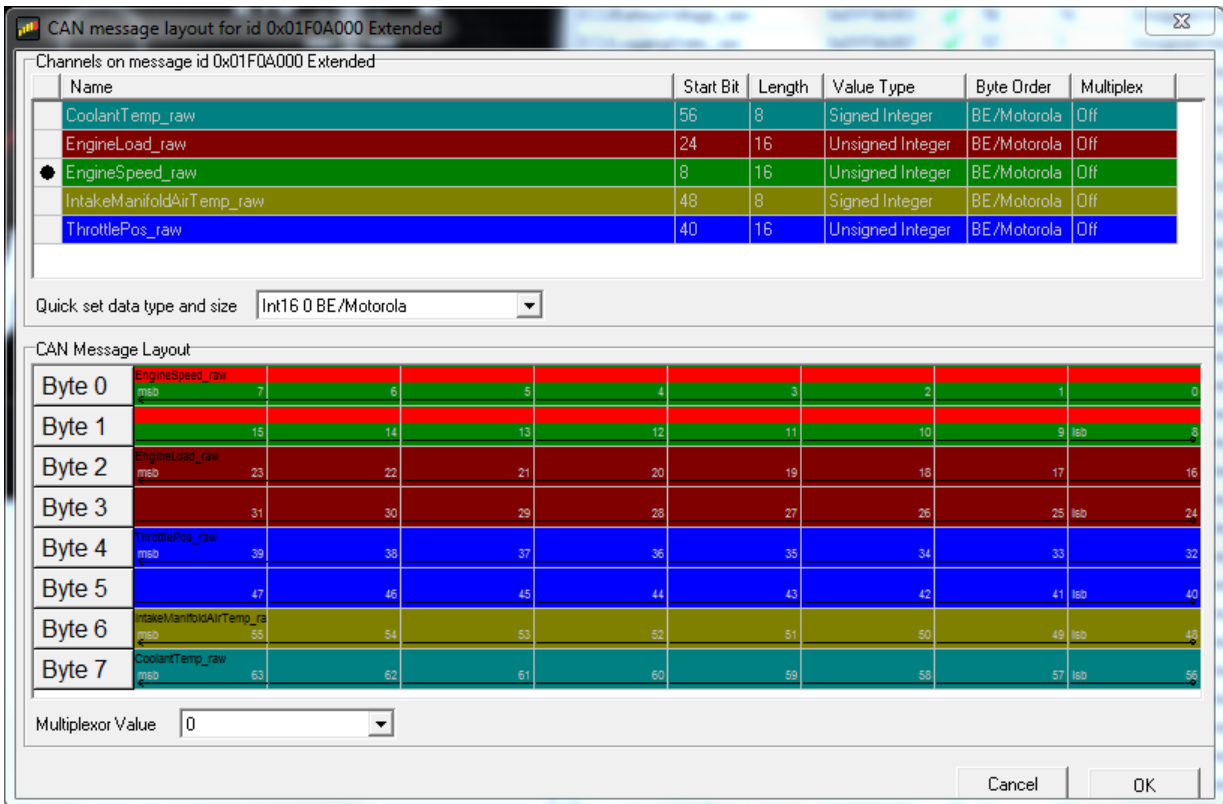 CAN message layout for id 0x01F0A000 Extended
Channels on message id 0x01F0A000 Extended
Name Start Bit Length Value Type Byte Order Multiplex
CoolantTemp_raw 56 8 Signed Integer BE/Motorola Off
EngineLoad_raw 24 16 Unsigned Integer BE/Motorola Off
EngineSpeed_raw 8 16 Unsigned Integer BE/Motorola Off
IntakeManifoldAirTemp_raw 48 8 Signed Integer BE/Motorola Off
ThrottlePos_raw 40 16 Unsigned Integer BE/Motorola Off
Quick set data type and size Int16 0 BE/Motorola
CAN Message Layout
EngineSpeed_raw
Byte 0 msb 7 6 5 4 3 2 1 0
Byte 1 15 14 13 12 11 10 9 lsb 8
EngineLoad_raw
Byte 2 msb 23 22 21 20 19 18 17 16
Byte 3 31 30 29 28 27 26 25 lsb 24
ThrottlePos_raw
Byte 4 msb 39 38 37 36 35 34 33 32
Byte 5 47 46 45 44 43 42 41 lsb 40
IntakeManifoldAirTemp_ra
Byte 6 msb 55 54 53 52 51 50 49 lsb 48
CoolantTemp_raw
Byte 7 msb 63 62 61 60 59 58 57 lsb 56
Multiplexor Value 0
Cancel OK